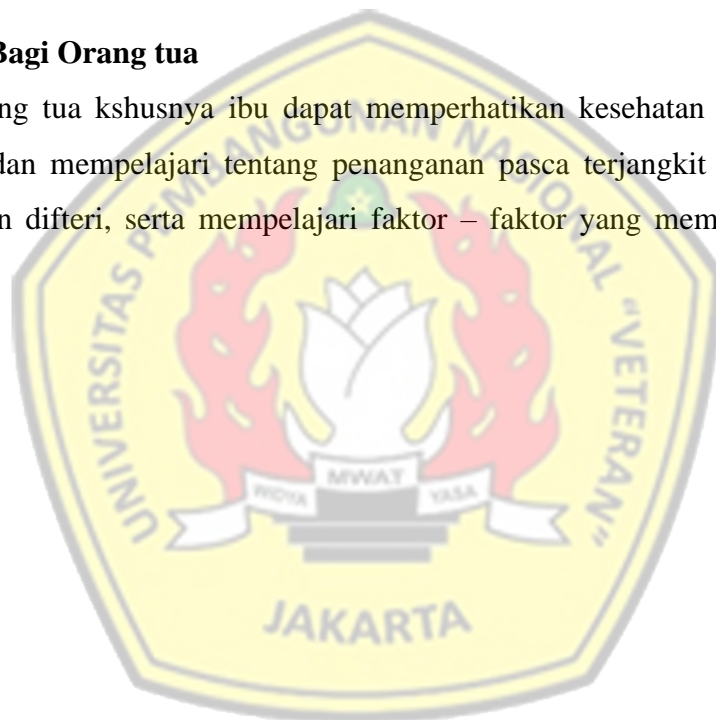 Bagi Orang tua
ng tua kshusnya ibu dapat memperhatikan kesehatan
dan mempelajari tentang penanganan pasca terjangkit
n difteri, serta mempelajari faktor – faktor yang mem
UNIVERSITAS PEMBANGUNAN NASIONAL "VETERAN"
WIDYA MWAT YASA
JAKARTA